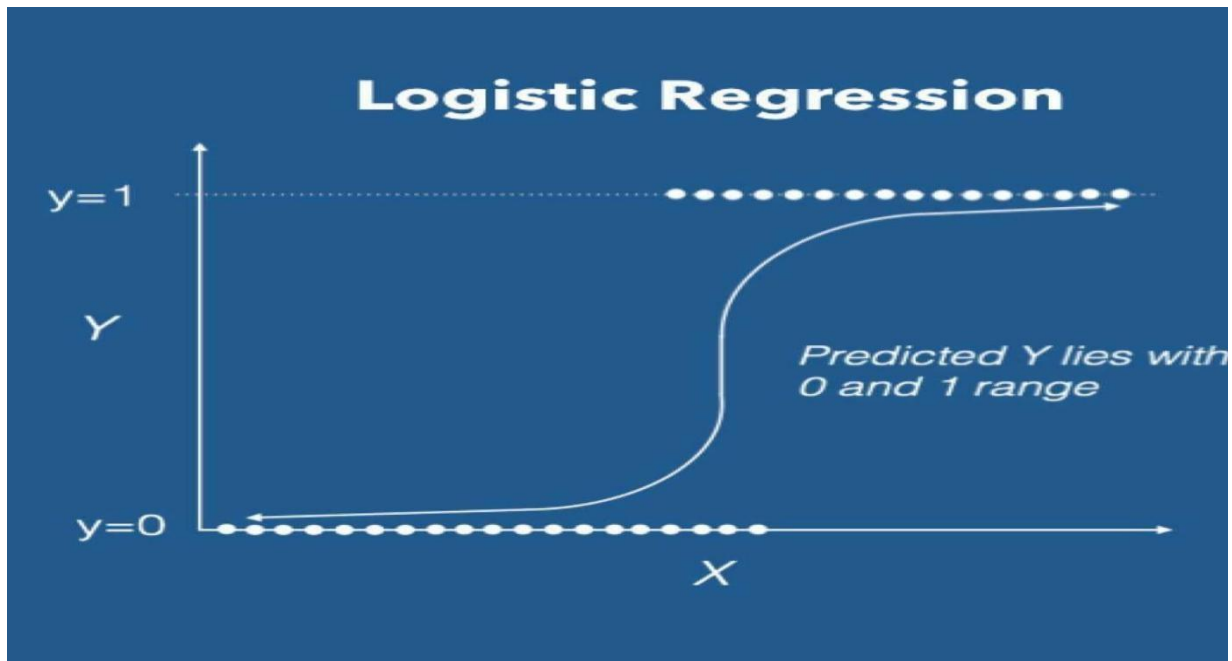 Logistic Regression
y=1
Y
Predicted Y lies with
0 and 1 range
y=0
X